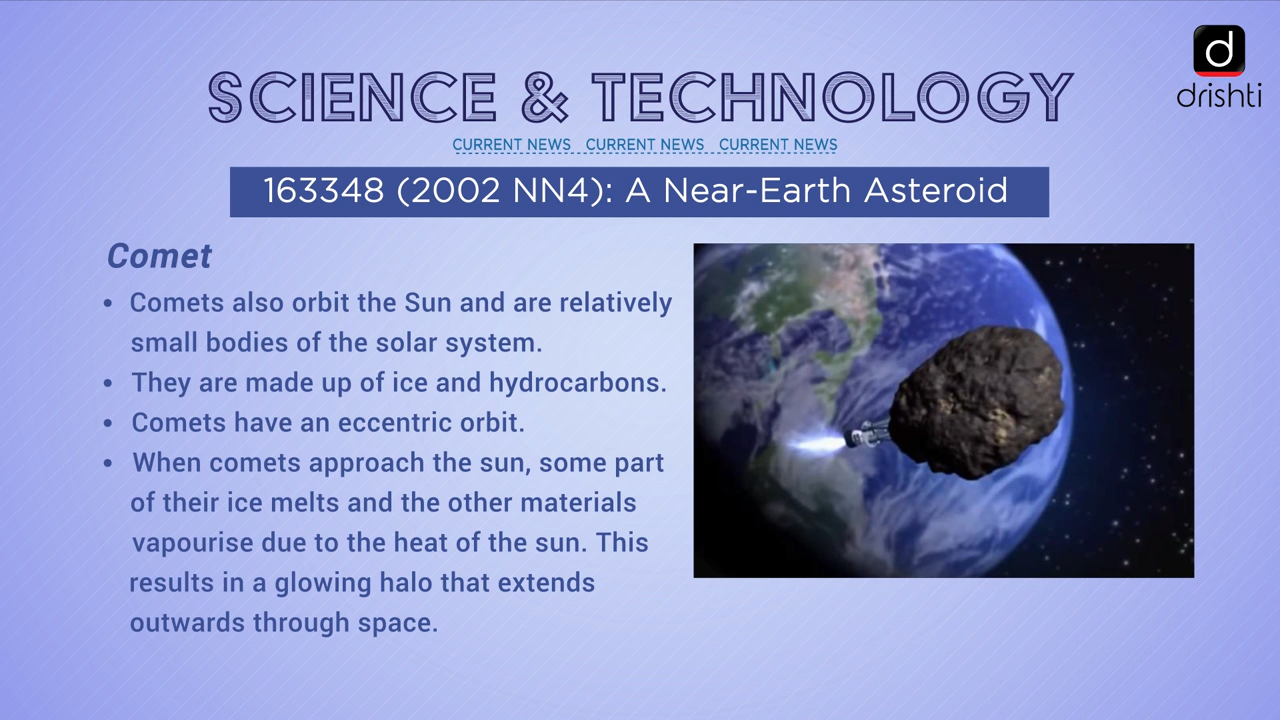 d
drishti
SCIENCE & TECHNOLOGY
CURRENT NEWS CURRENT NEWS CURRENT NEWS
163348 (2002 NN4): A Near-Earth Asteroid
Comet
• Comets also orbit the Sun and are relatively
small bodies of the solar system.
• They are made up of ice and hydrocarbons.
• Comets have an eccentric orbit.
• When comets approach the sun, some part
of their ice melts and the other materials
vapourise due to the heat of the sun. This
results in a glowing halo that extends
outwards through space.